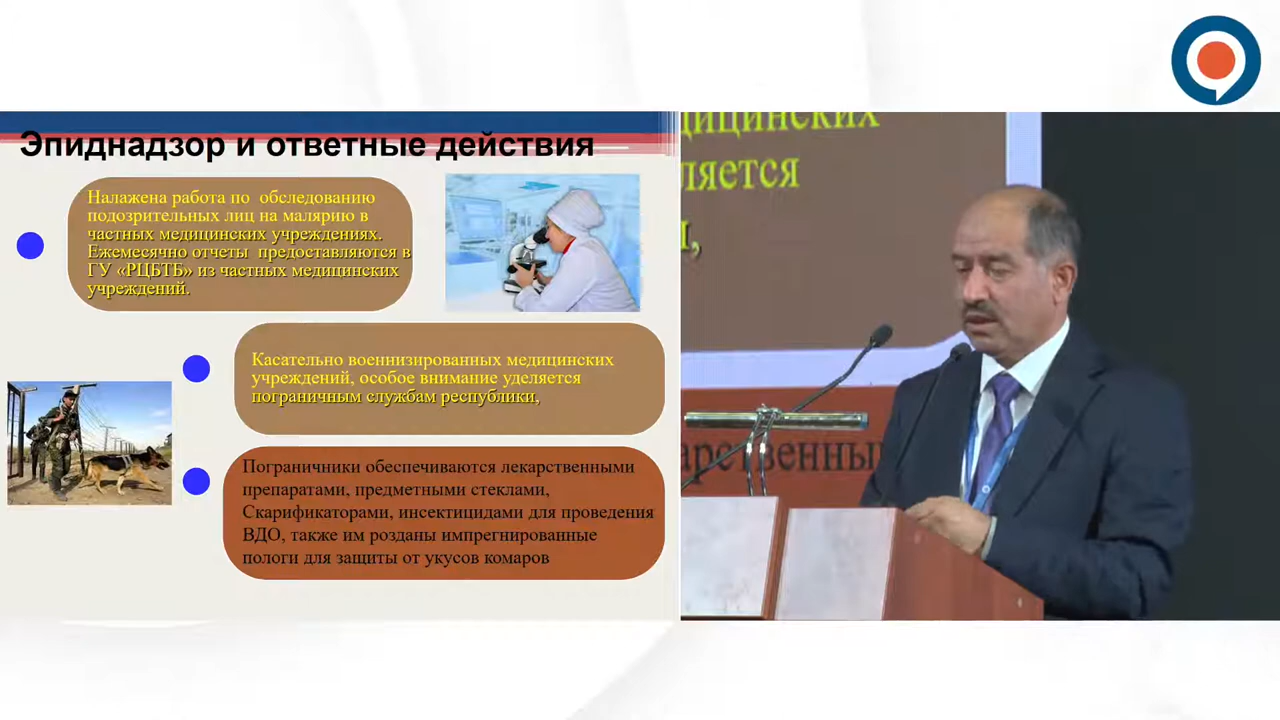 Эпиднадзор и ответные действия
Налажена работа по обследованию
подозрительных лиц на малярию в
частных медицинских учреждениях.
Ежемесячно отчеты предоставляются в
ГУ «РЦБТБ» из частных медицинских
учреждений.
Касательно военнизированных медицинских
учреждений, особое внимание уделяется
пограничным службам республики,
Пограничники обеспечиваются лекарственными
препаратами, предметными стеклами,
Скарификаторами, инсектицидами для проведения
ВДО, также им розданы импрегнированные
пологи для защиты от укусов комаров